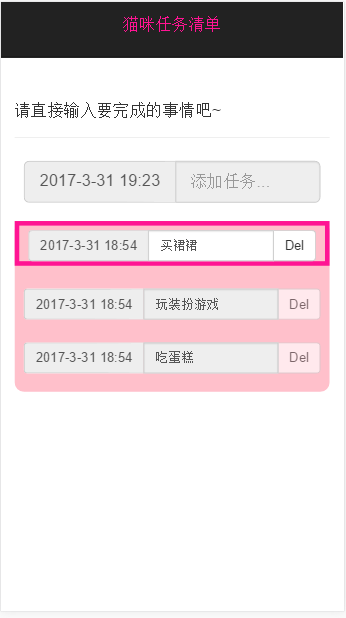 猫咪任务清单
请直接输入要完成的事情吧~
2017-3-31 19:23 添加任务...
2017-3-31 18:54 买裙裙 Del
2017-3-31 18:54 玩装扮游戏 Del
2017-3-31 18:54 吃蛋糕 Del